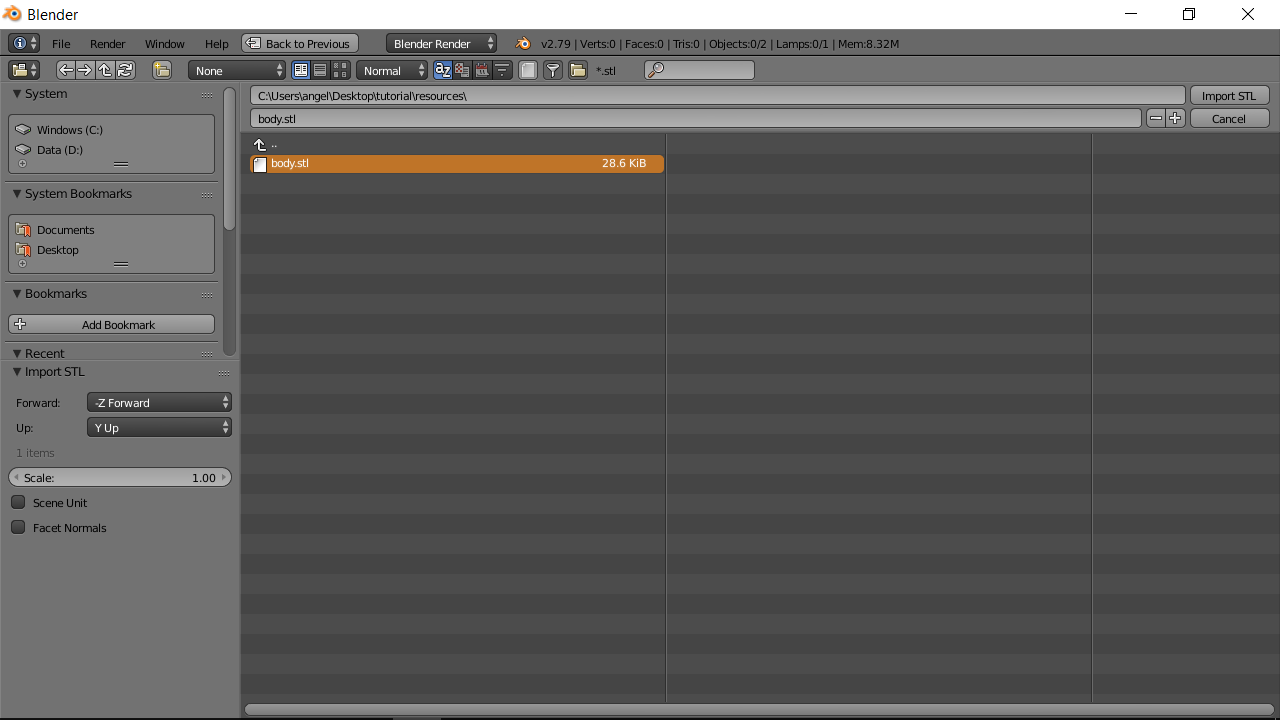 Blender
File Render Window Help Back to Previous Blender Render v2.79 | Verts:0 | Faces:0 | Tris:0 | Objects:0/2 | Lamps:0/1 | Mem:8.32M
None Normal *.stl
System
Windows (C:)
Data (D:)
System Bookmarks
Documents
Desktop
Bookmarks
Add Bookmark
Recent
Import STL
Forward: -Z Forward
Up: Y Up
1 items
Scale: 1.00
Scene Unit
Facet Normals
C:\Users\angel\Desktop\tutorial\resources\ Import STL
body.stl Cancel
..
body.stl 28.6 KiB